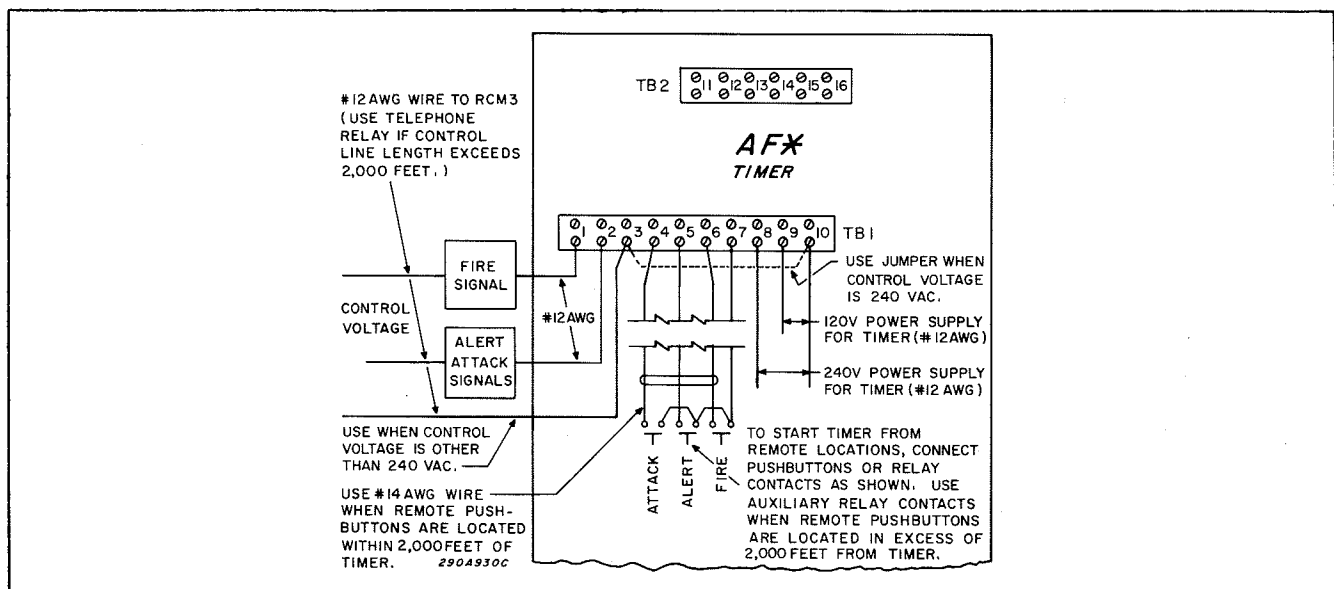 TB2
11 12 13 14 15 16
#12 AWG WIRE TO RCM3
(USE TELEPHONE
RELAY IF CONTROL
LINE LENGTH EXCEEDS
2,000 FEET.)
AFX
TIMER
1 2 3 4 5 6 7 8 9 10
TB1
FIRE
SIGNAL
CONTROL
VOLTAGE
#12AWG
ALERT
ATTACK
SIGNALS
USE JUMPER WHEN
CONTROL VOLTAGE
IS 240 VAC.
120V POWER SUPPLY
FOR TIMER (#12AWG)
240V POWER SUPPLY
FOR TIMER (#12 AWG)
USE WHEN CONTROL
VOLTAGE IS OTHER
THAN 240 VAC.
USE #14 AWG WIRE
WHEN REMOTE PUSH-
BUTTONS ARE LOCATED
WITHIN 2,000 FEET OF
TIMER.
290A930C
ATTACK
ALERT
FIRE
TO START TIMER FROM
REMOTE LOCATIONS, CONNECT
PUSHBUTTONS OR RELAY
CONTACTS AS SHOWN. USE
AUXILIARY RELAY CONTACTS
WHEN REMOTE PUSHBUTTONS
ARE LOCATED IN EXCESS OF
2,000 FEET FROM TIMER.